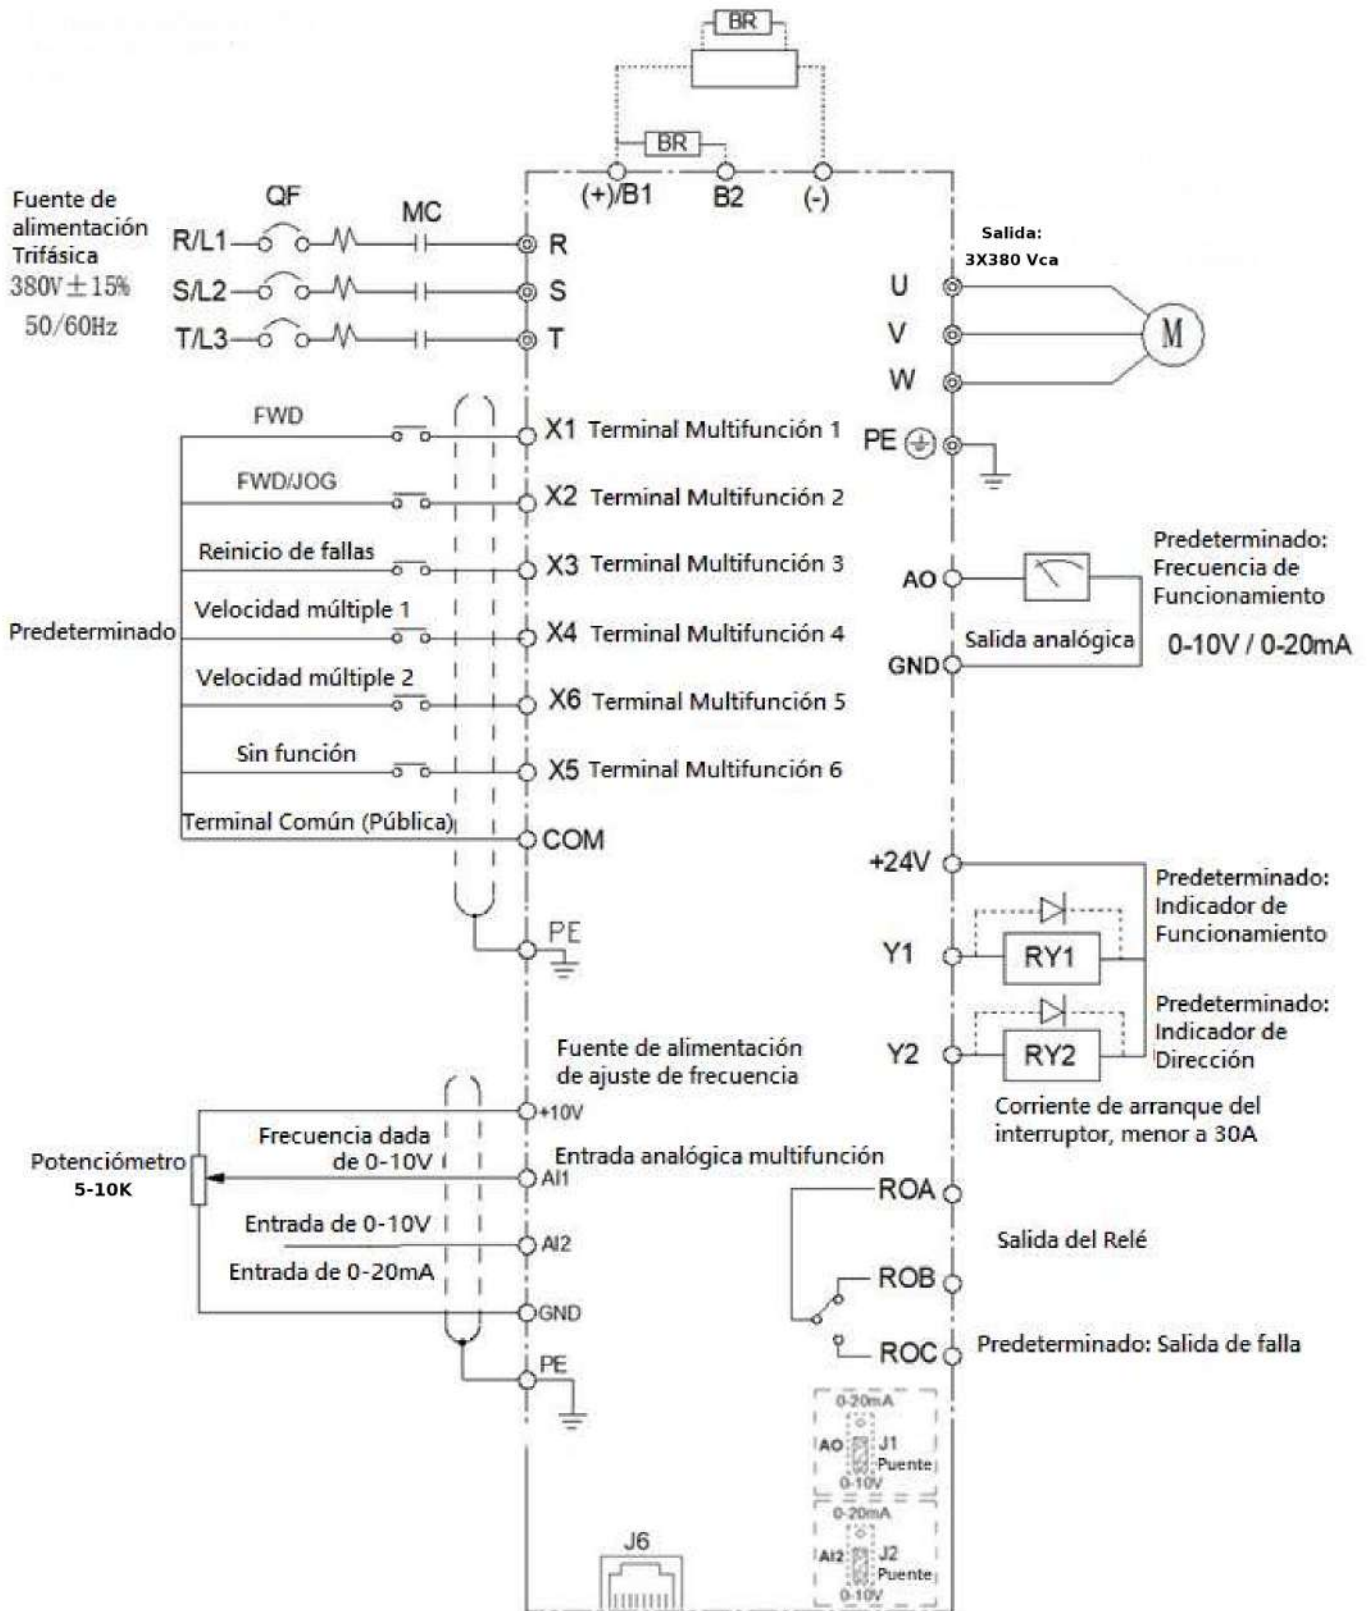 BR
BR
(+)/B1
B2
(-)
Fuente de
alimentación
Trifásica
380V±15%
50/60Hz
QF
MC
R/L1
R
S/L2
S
T/L3
T
Salida:
3X380 Vca
U
V
W
M
PE
FWD
X1 Terminal Multifunción 1
FWD/JOG
X2 Terminal Multifunción 2
Reinicio de fallas
X3 Terminal Multifunción 3
Predeterminado
Velocidad múltiple 1
X4 Terminal Multifunción 4
Velocidad múltiple 2
X6 Terminal Multifunción 5
Sin función
X5 Terminal Multifunción 6
Terminal Común (Pública)
COM
PE
AO
Salida analógica
GND
Predeterminado:
Frecuencia de
Funcionamiento
0-10V / 0-20mA
+24V
Y1
RY1
Predeterminado:
Indicador de
Funcionamiento
Y2
RY2
Predeterminado:
Indicador de
Dirección
Corriente de arranque del
interruptor, menor a 30A
Fuente de alimentación
de ajuste de frecuencia
+10V
Potenciómetro
5-10K
Frecuencia dada
de 0-10V
Entrada analógica multifunción
AI1
Entrada de 0-10V
AI2
Entrada de 0-20mA
GND
PE
ROA
Salida del Relé
ROB
ROC
Predeterminado: Salida de falla
0-20mA
AO
J1
Puente
0-10V
0-20mA
AI2
J2
Puente
0-10V
J6